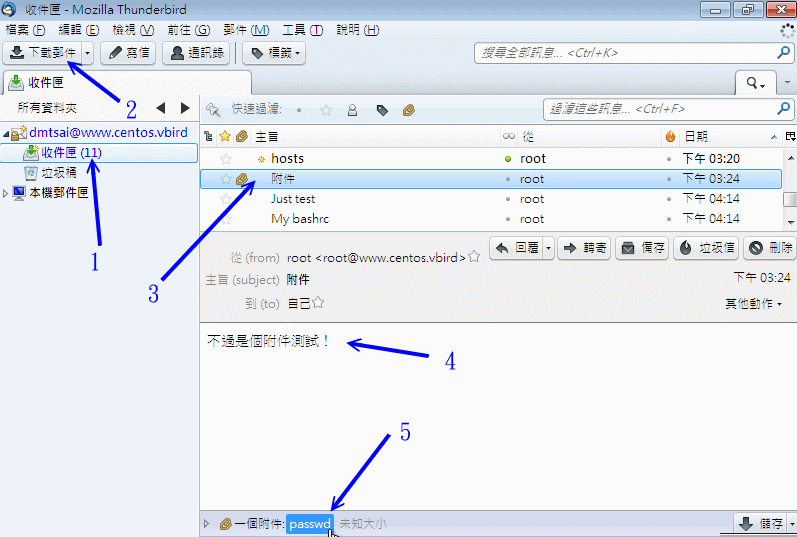 收件匣 - Mozilla Thunderbird
檔案 (F) 編輯 (E) 檢視 (V) 前往 (G) 郵件 (M) 工具 (T) 說明 (H)
下載郵件 寫信 通訊錄 標籤 搜尋全部訊息... <Ctrl+K>
收件匣
所有資料夾 快速過濾: 過濾這些訊息... <Ctrl+F>
2
dmtsai@www.centos.vbird 主旨 從 日期
收件匣 (11) hosts root 下午 03:20
垃圾桶 附件 root 下午 03:24
本機郵件匣 Just test root 下午 04:14
My bashrc root 下午 04:14
1
回覆 轉寄 備存 垃圾信 刪除
從 (from) root <root@www.centos.vbird>
主旨 (subject) 附件 下午 03:24
3
到 (to) 自己 其他動作
不過是個附件測試！
4
5
一個附件: passwd 未知大小 儲存